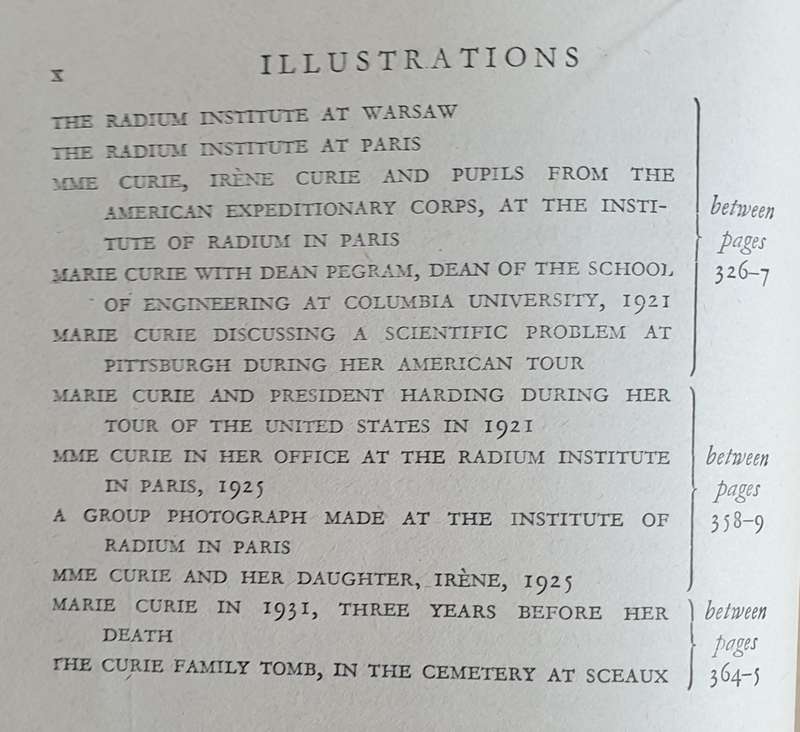 x
ILLUSTRATIONS
THE RADIUM INSTITUTE AT WARSAW
THE RADIUM INSTITUTE AT PARIS
MME CURIE, IRÈNE CURIE AND PUPILS FROM THE
AMERICAN EXPEDITIONARY CORPS, AT THE INSTI-
TUTE OF RADIUM IN PARIS
MARIE CURIE WITH DEAN PEGRAM, DEAN OF THE SCHOOL
OF ENGINEERING AT COLUMBIA UNIVERSITY, 1921
MARIE CURIE DISCUSSING A SCIENTIFIC PROBLEM AT
PITTSBURGH DURING HER AMERICAN TOUR
between
pages
326–7
MARIE CURIE AND PRESIDENT HARDING DURING HER
TOUR OF THE UNITED STATES IN 1921
MME CURIE IN HER OFFICE AT THE RADIUM INSTITUTE
IN PARIS, 1925
A GROUP PHOTOGRAPH MADE AT THE INSTITUTE OF
RADIUM IN PARIS
MME CURIE AND HER DAUGHTER, IRÈNE, 1925
between
pages
358–9
MARIE CURIE IN 1931, THREE YEARS BEFORE HER
DEATH
THE CURIE FAMILY TOMB, IN THE CEMETERY AT SCEAUX
between
pages
364–5